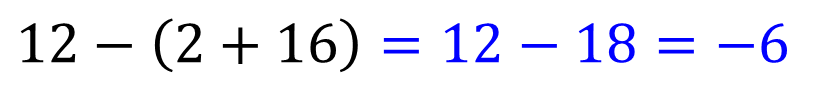 12 − (2 + 16) = 12 − 18 = −6